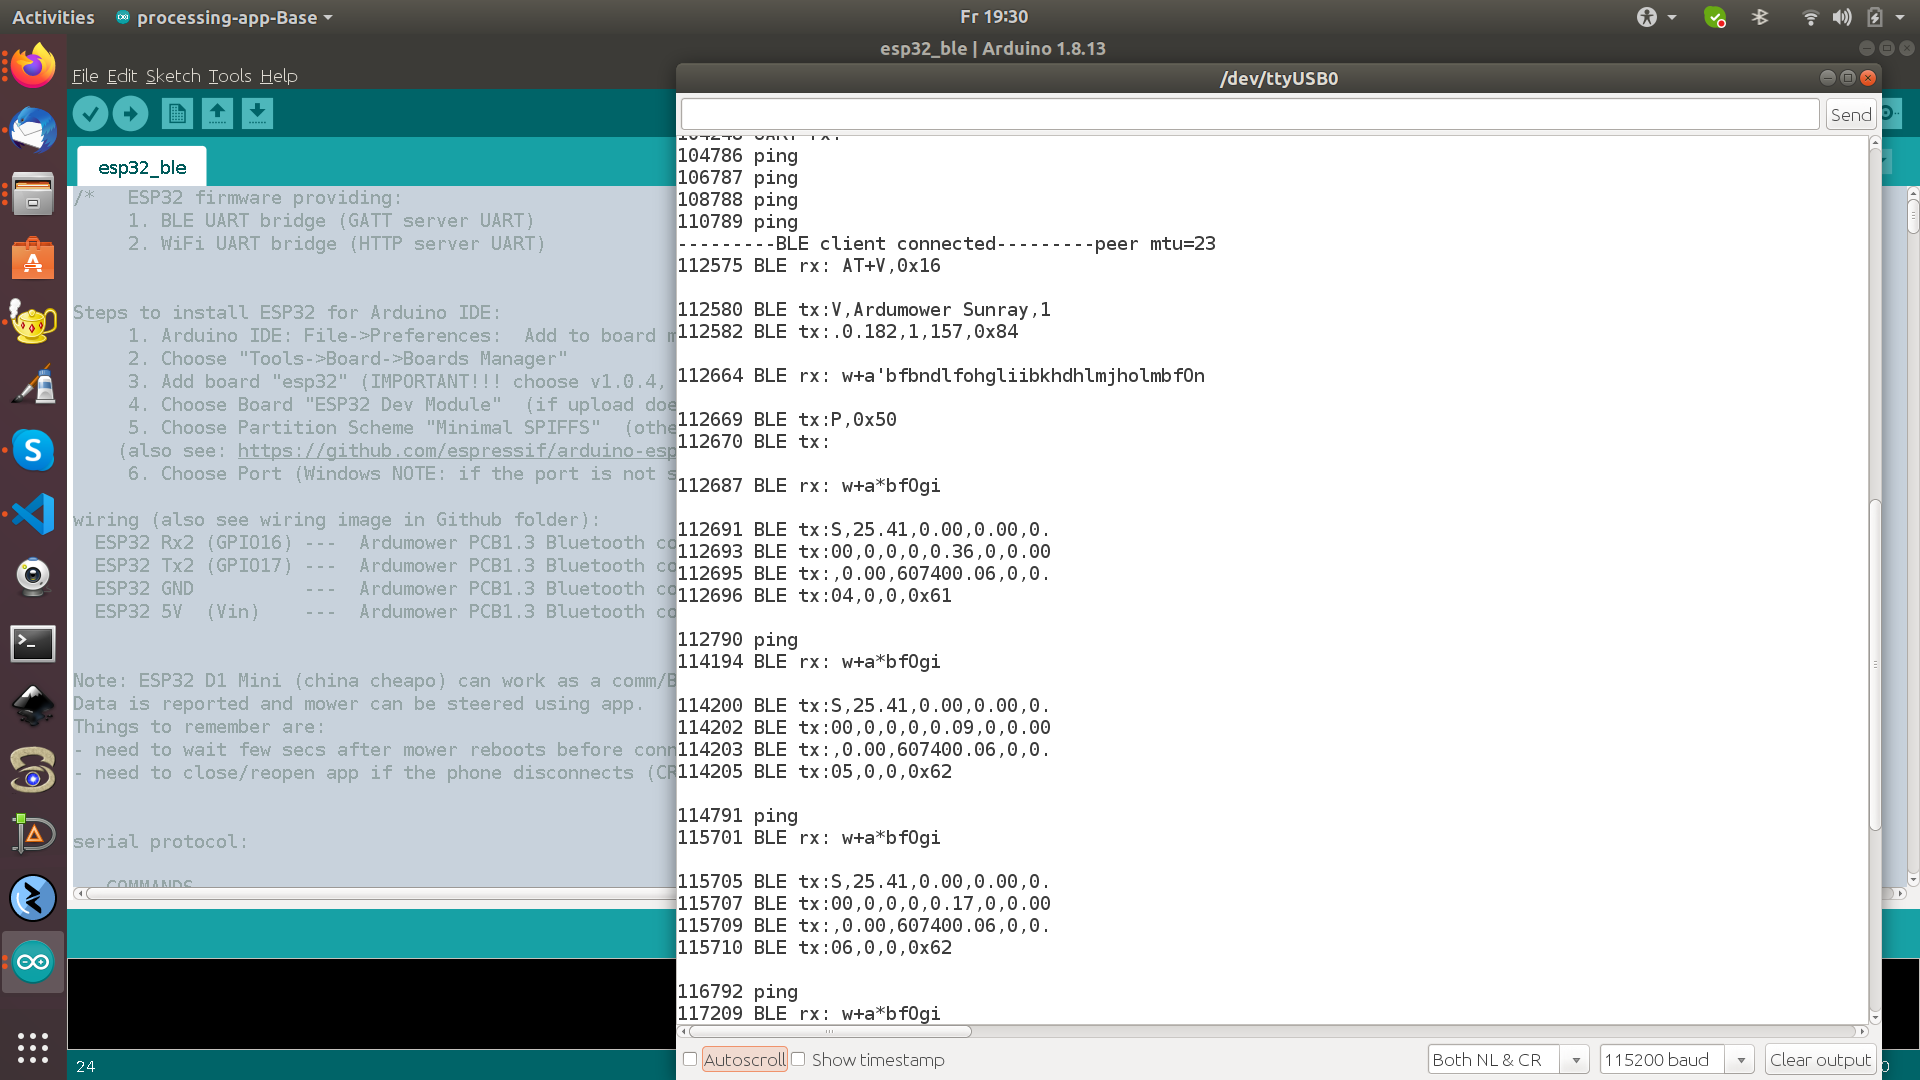 Activities processing-app-Base Fr 19:30
esp32_ble | Arduino 1.8.13
File Edit Sketch Tools Help
esp32_ble
/*   ESP32 firmware providing:
1. BLE UART bridge (GATT server UART)
2. WiFi UART bridge (HTTP server UART)
Steps to install ESP32 for Arduino IDE:
1. Arduino IDE: File->Preferences:  Add to board
2. Choose "Tools->Board->Boards Manager"
3. Add board "esp32" (IMPORTANT!!! choose v1.0.4,
4. Choose Board "ESP32 Dev Module"  (if upload
5. Choose Partition Scheme "Minimal SPIFFS"
(also see: https://github.com/espressif/arduino-esp
6. Choose Port (Windows NOTE: if the port is not
wiring (also see wiring image in Github folder):
ESP32 Rx2 (GPIO16) ---  Ardumower PCB1.3 Bluetooth
ESP32 Tx2 (GPIO17) ---  Ardumower PCB1.3 Bluetooth
ESP32 GND          ---  Ardumower PCB1.3 Bluetooth
ESP32 5V  (Vin)    ---  Ardumower PCB1.3 Bluetooth
Note: ESP32 D1 Mini (china cheapo) can work as a
Data is reported and mower can be steered using app.
Things to remember are:
- need to wait few secs after mower reboots before
- need to close/reopen app if the phone disconnects
serial protocol:
COMMANDS
24
/dev/ttyUSB0
Send
104786 ping
106787 ping
108788 ping
110789 ping
---------BLE client connected---------peer mtu=23
112575 BLE rx: AT+V,0x16
112580 BLE tx:V,Ardumower Sunray,1
112582 BLE tx:.0.182,1,157,0x84
112664 BLE rx: w+a'bfbndlfohgliibkhdhlmjholmbfOn
112669 BLE tx:P,0x50
112670 BLE tx:
112687 BLE rx: w+a*bfOgi
112691 BLE tx:S,25.41,0.00,0.00,0.
112693 BLE tx:00,0,0,0,0.36,0,0.00
112695 BLE tx:,0.00,607400.06,0,0.
112696 BLE tx:04,0,0,0x61
112790 ping
114194 BLE rx: w+a*bfOgi
114200 BLE tx:S,25.41,0.00,0.00,0.
114202 BLE tx:00,0,0,0,0.09,0,0.00
114203 BLE tx:,0.00,607400.06,0,0.
114205 BLE tx:05,0,0,0x62
114791 ping
115701 BLE rx: w+a*bfOgi
115705 BLE tx:S,25.41,0.00,0.00,0.
115707 BLE tx:00,0,0,0,0.17,0,0.00
115709 BLE tx:,0.00,607400.06,0,0.
115710 BLE tx:06,0,0,0x62
116792 ping
117209 BLE rx: w+a*bfOgi
Autoscroll Show timestamp Both NL & CR 115200 baud Clear output